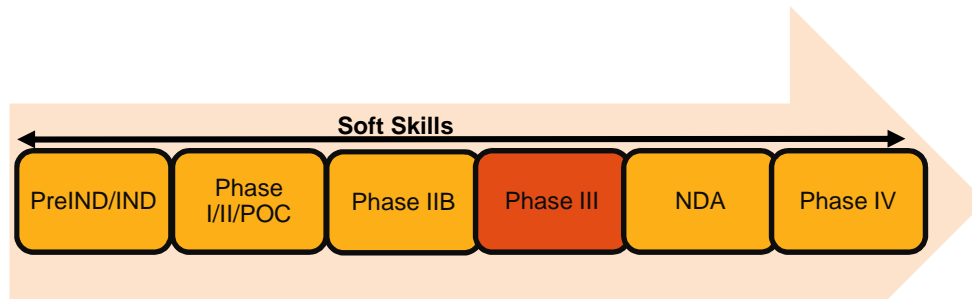 Soft Skills
PreIND/IND
Phase
I/II/POC
Phase IIB
Phase III
NDA
Phase IV